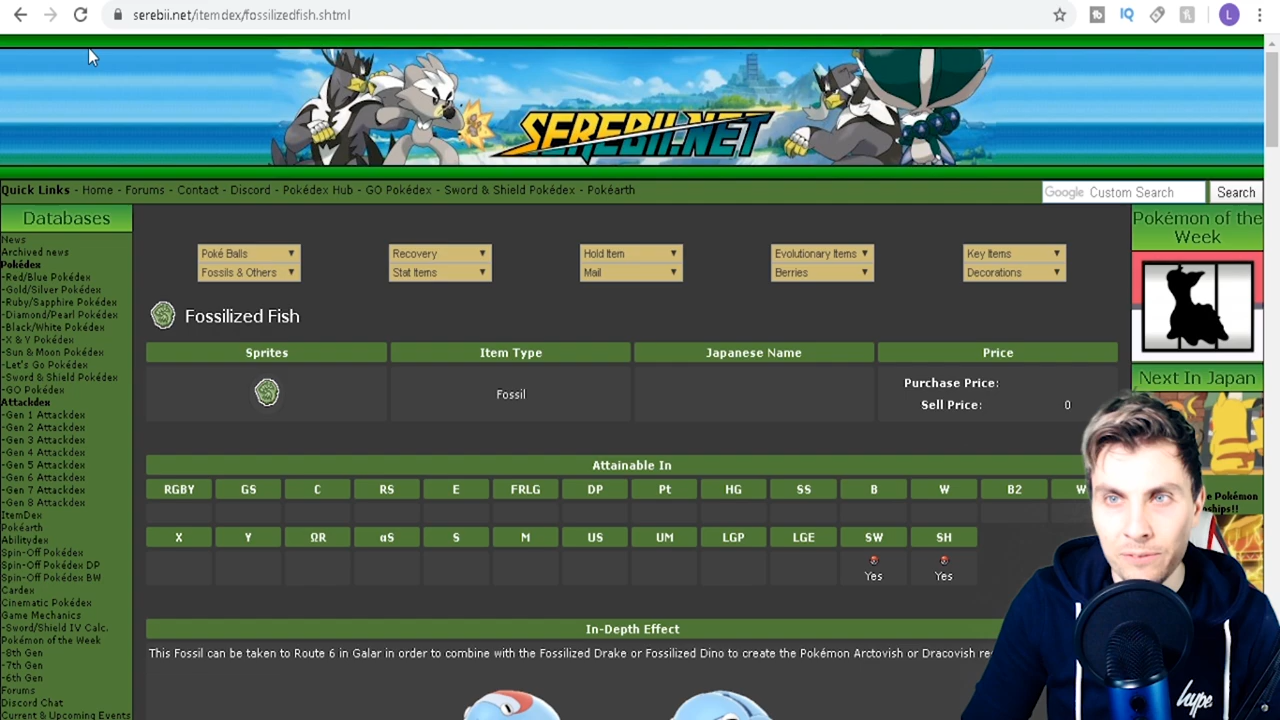 serebii.net/itemdex/fossilizedfish.shtml
L
SEREBII.NET
Quick Links - Home - Forums - Contact - Discord - Pokédex Hub - GO Pokédex - Sword & Shield Pokédex - Pokéarth
Google Custom Search
Search
Databases
News
Archived news
Pokédex
-Red/Blue Pokédex
-Gold/Silver Pokédex
-Ruby/Sapphire Pokédex
-Diamond/Pearl Pokédex
-Black/White Pokédex
-X & Y Pokédex
-Sun & Moon Pokédex
-Let's Go Pokédex
-Sword & Shield Pokédex
-GO Pokédex
Attackdex
-Gen 1 Attackdex
-Gen 2 Attackdex
-Gen 3 Attackdex
-Gen 4 Attackdex
-Gen 5 Attackdex
-Gen 6 Attackdex
-Gen 7 Attackdex
-Gen 8 Attackdex
ItemDex
Pokéarth
Abilitydex
Spin-Off Pokédex
Spin-Off Pokédex DP
Spin-Off Pokédex BW
Cardex
Cinematic Pokédex
Game Mechanics
-Sword/Shield IV Calc.
Pokémon of the Week
-8th Gen
-7th Gen
-6th Gen
Forums
Discord Chat
Current & Upcoming Events
Poké Balls Recovery Hold Item Evolutionary Items Key Items
Fossils & Others Stat Items Mail Berries Decorations
Fossilized Fish
Sprites Item Type Japanese Name Price
Fossil
Purchase Price:
Sell Price: 0
Attainable In
RGBY GS C RS E FRLG DP Pt HG SS B W B2 W
X Y ΩR αS S M US UM LGP LGE SW SH
Yes Yes
In-Depth Effect
This Fossil can be taken to Route 6 in Galar in order to combine with the Fossilized Drake or Fossilized Dino to create the Pokémon Arctovish or Dracovish re
Pokémon of the
Week
Next In Japan
e Pokémon
nships!!
hype